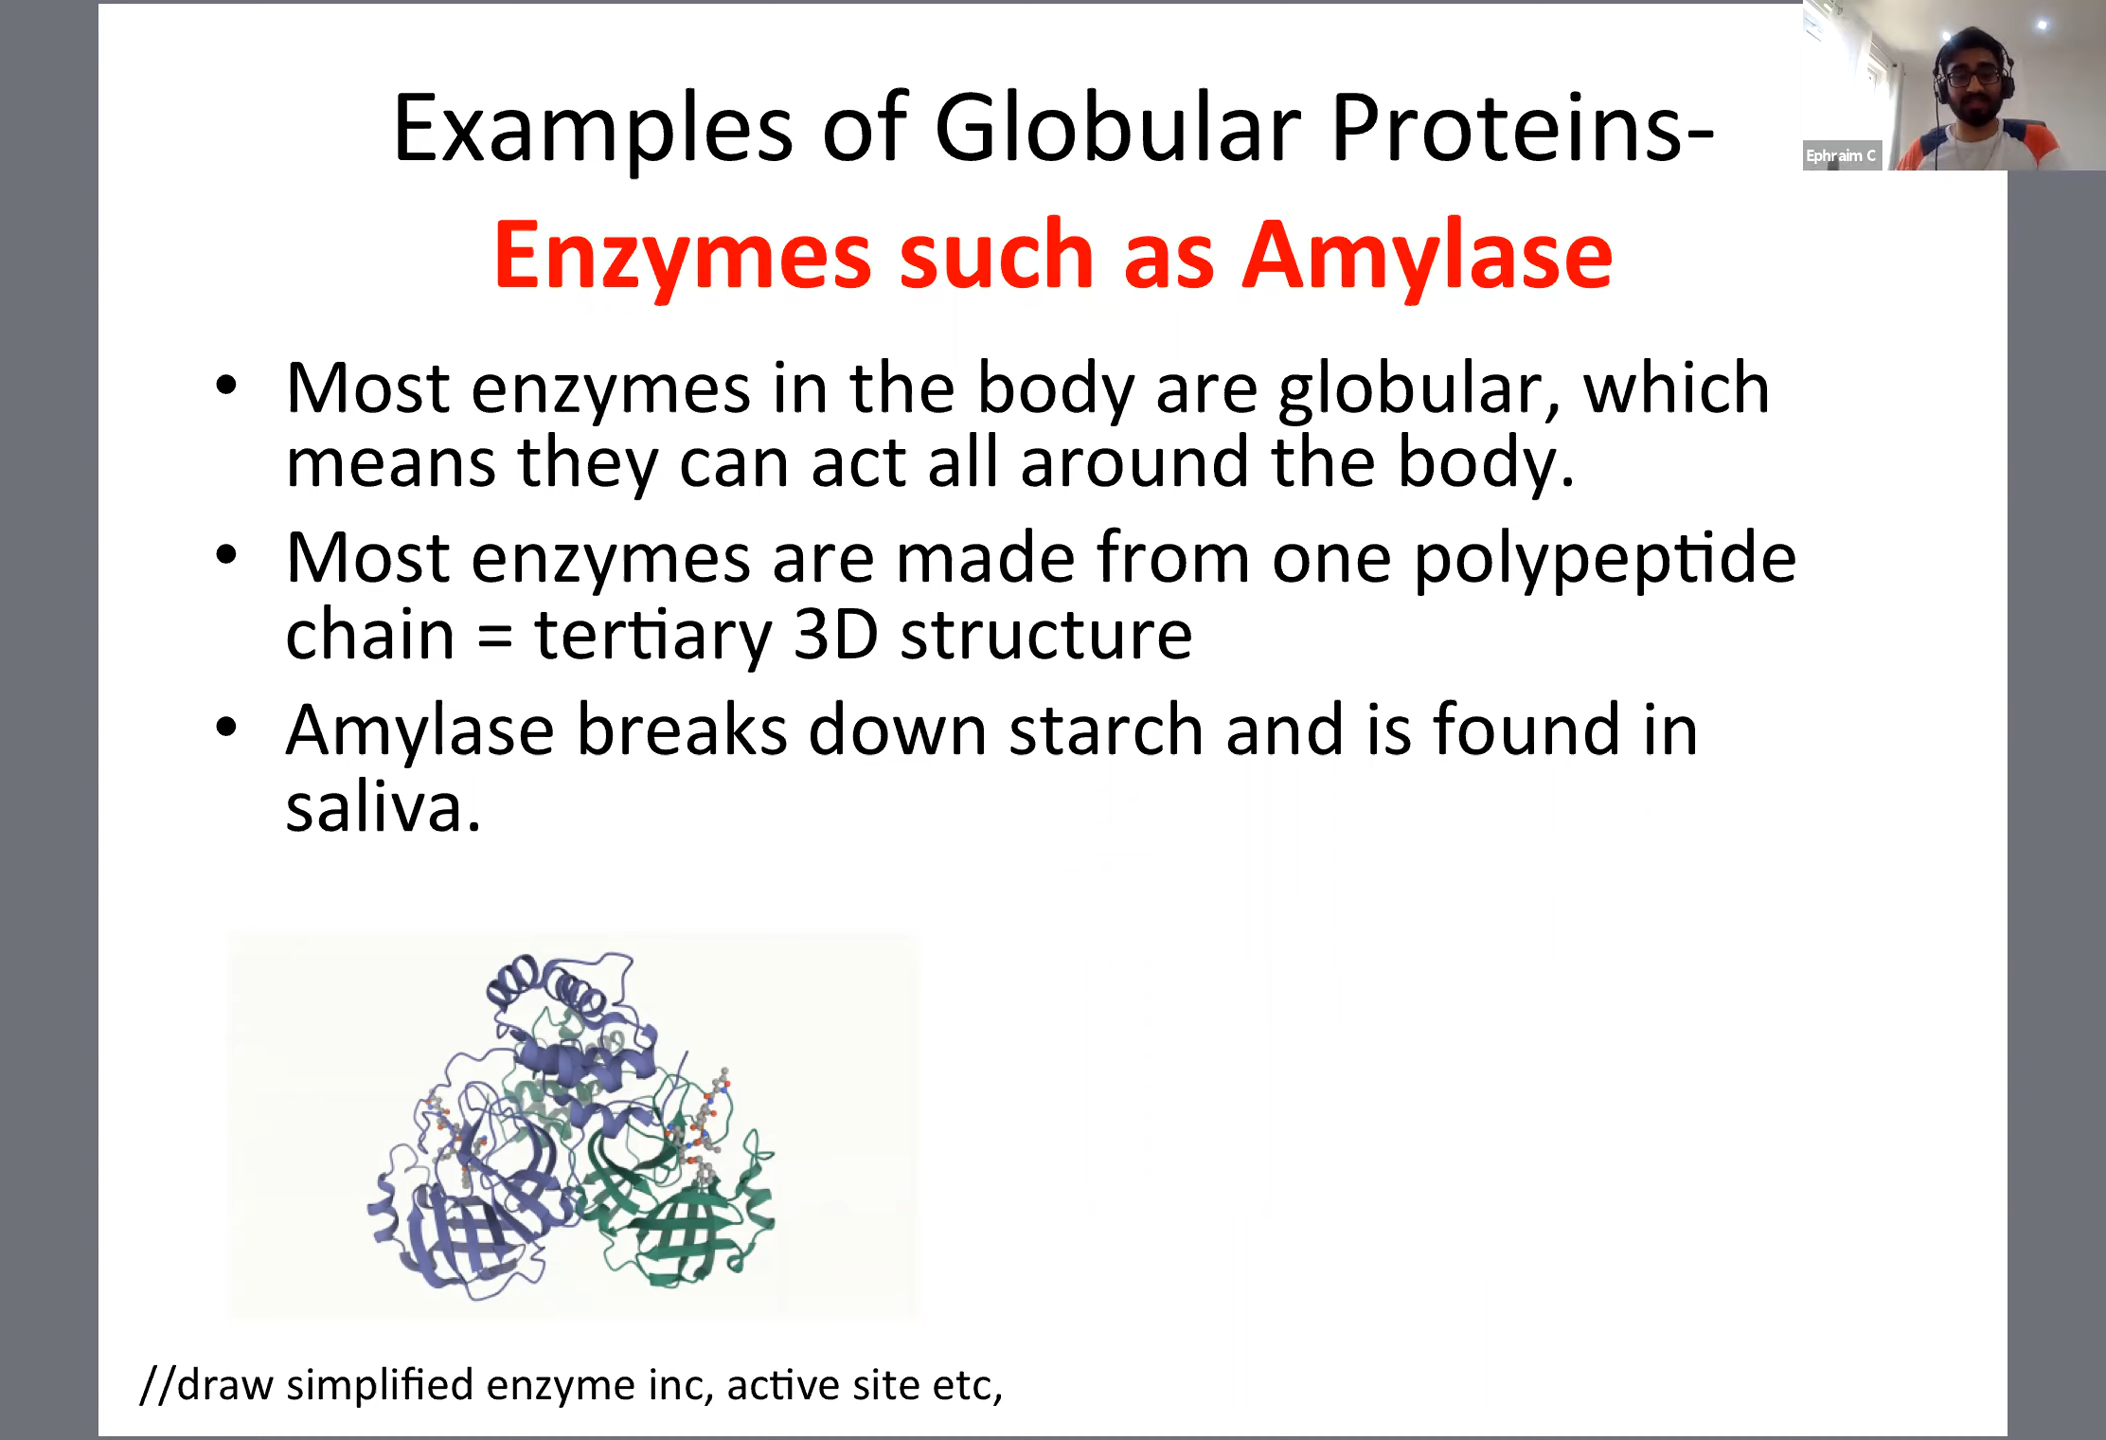 Examples of Globular Proteins-
Ephraim C
Enzymes such as Amylase
• Most enzymes in the body are globular, which
means they can act all around the body.
• Most enzymes are made from one polypeptide
chain = tertiary 3D structure
• Amylase breaks down starch and is found in
saliva.
//draw simplified enzyme inc, active site etc,